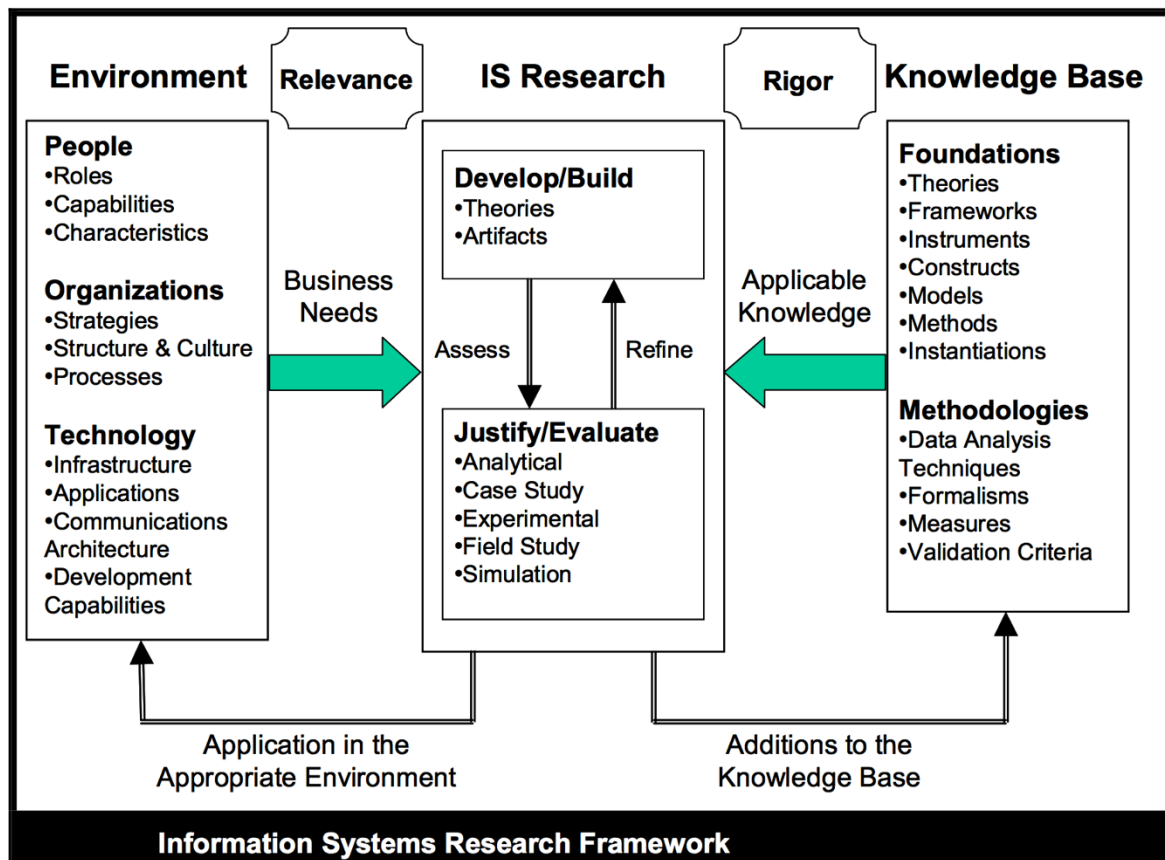 Environment
Relevance
IS Research
Rigor
Knowledge Base
People
•Roles
•Capabilities
•Characteristics
Organizations
•Strategies
•Structure & Culture
•Processes
Technology
•Infrastructure
•Applications
•Communications
Architecture
•Development
Capabilities
Business
Needs
Develop/Build
•Theories
•Artifacts
Assess
Refine
Justify/Evaluate
•Analytical
•Case Study
•Experimental
•Field Study
•Simulation
Applicable
Knowledge
Foundations
•Theories
•Frameworks
•Instruments
•Constructs
•Models
•Methods
•Instantiations
Methodologies
•Data Analysis
Techniques
•Formalisms
•Measures
•Validation Criteria
Application in the
Appropriate Environment
Additions to the
Knowledge Base
Information Systems Research Framework